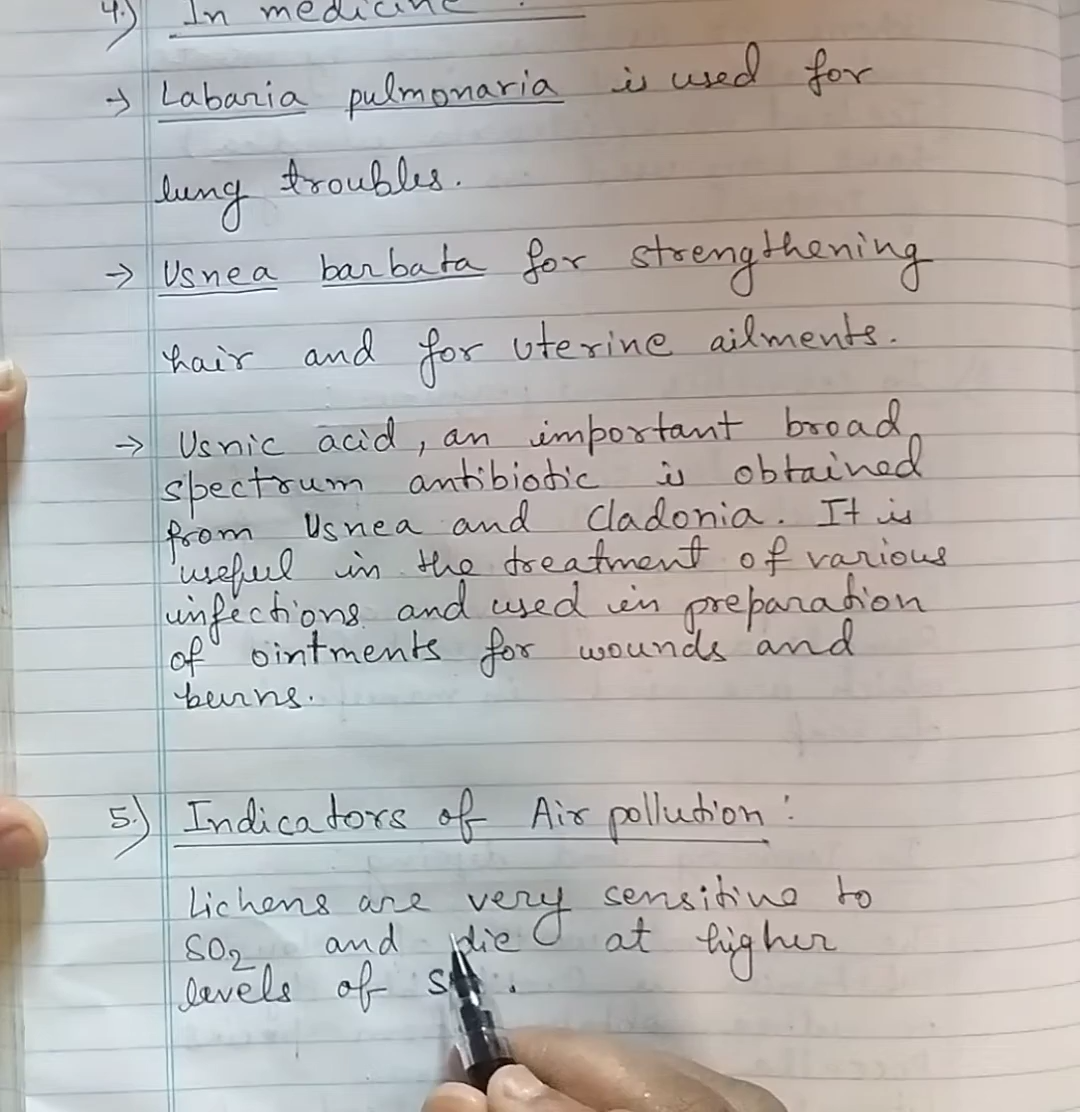 4.) In medicine :
→ Labaria pulmonaria is used for
lung troubles.
→ Usnea barbata for strengthening
hair and for uterine ailments.
→ Usnic acid, an important broad
spectrum antibiotic is obtained
from Usnea and Cladonia. It is
useful in the treatment of various
infections and used in preparation
of ointments for wounds and
burns.
5.) Indicators of Air pollution :
Lichens are very sensitive to
SO₂ and die at higher
levels of